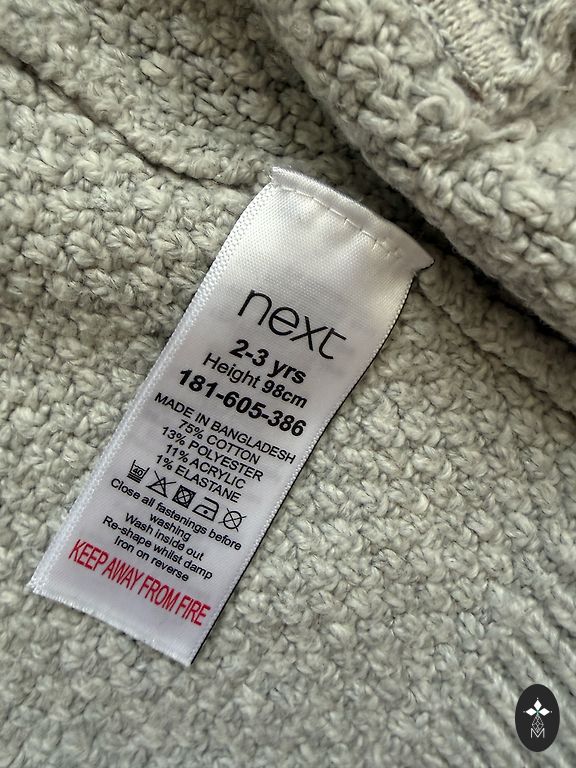 next
2-3 yrs
Height 98cm
181-605-386
MADE IN BANGLADESH
75% COTTON
13% POLYESTER
11% ACRYLIC
1% ELASTANE
40
Close all fastenings before
washing
Wash inside out
Re-shape whilst damp
Iron on reverse
KEEP AWAY FROM FIRE
M